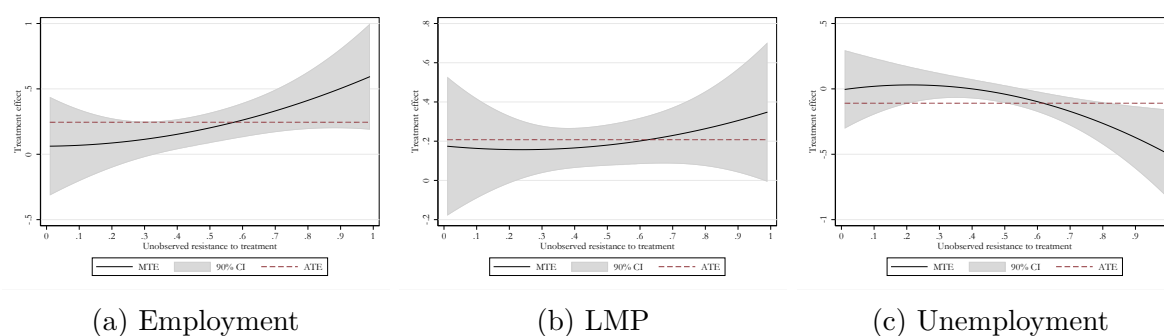 1
.5
0
-.5
Treatment effect
0 .1 .2 .3 .4 .5 .6 .7 .8 .9 1
Unobserved resistance to treatment
MTE 90% CI ATE
(a) Employment
.8
.6
.4
.2
0
-.2
Treatment effect
0 .1 .2 .3 .4 .5 .6 .7 .8 .9 1
Unobserved resistance to treatment
MTE 90% CI ATE
(b) LMP
.5
0
-.5
-1
Treatment effect
0 .1 .2 .3 .4 .5 .6 .7 .8 .9
Unobserved resistance to treatment
MTE 90% CI ATE
(c) Unemployment